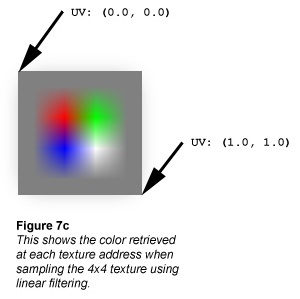 UV: (0.0, 0.0)
UV: (1.0, 1.0)
Figure 7c
This shows the color retrieved
at each texture address when
sampling the 4x4 texture using
linear filtering.